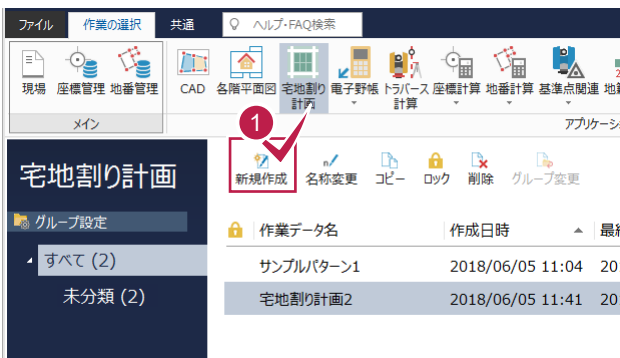 ファイル 作業の選択 共通 ヘルプ・FAQ検索
現場 座標管理 地番管理 CAD 各階平面図 宅地割り 電子野帳 トラバース 座標計算 地番計算 基準点関連
計画 計算
メイン アプリケーシ
1
宅地割り計画
新規作成 名称変更 コピー ロック 削除 グループ変更
グループ設定
作業データ名 作成日時 最終
すべて (2)
サンプルパターン1 2018/06/05 11:04 20
未分類 (2)
宅地割り計画2 2018/06/05 11:41 20